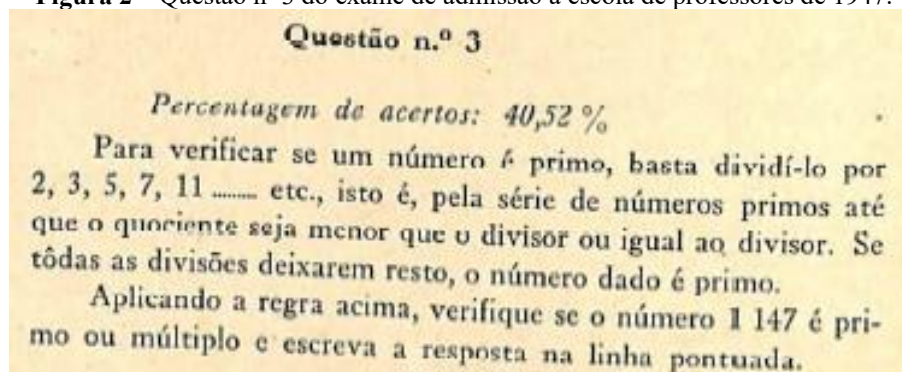 Figura 2 – Questão nº 3 do exame de admissão à escola de professores de 1947.
Questão n.º 3
Percentagem de acertos: 40,52 %
Para verificar se um número é primo, basta dividí-lo por
2, 3, 5, 7, 11 ........ etc., isto é, pela série de números primos até
que o quociente seja menor que o divisor ou igual ao divisor. Se
tôdas as divisões deixarem resto, o número dado é primo.
Aplicando a regra acima, verifique se o número 1 147 é pri-
mo ou múltiplo e escreva a resposta na linha pontuada.